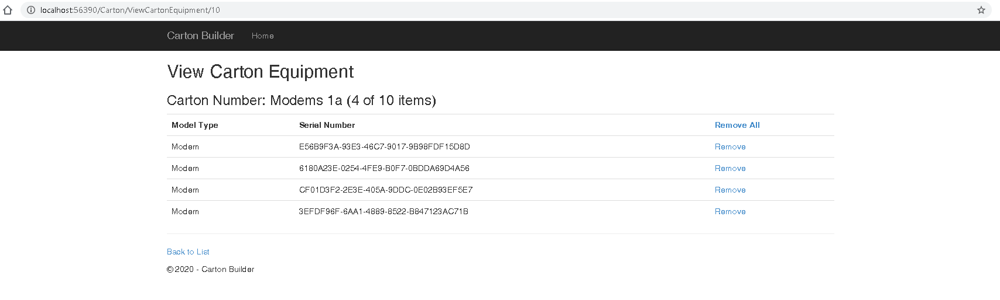 localhost:56390/Carton/ViewCartonEquipment/10
Carton Builder Home
View Carton Equipment
Carton Number: Modems 1a (4 of 10 items)
Model Type Serial Number Remove All
Modem E56B9F3A-93E3-46C7-9017-9B98FDF15D8D Remove
Modem 6180A23E-0254-4FE9-B0F7-0BDDA69D4A56 Remove
Modem CF01D3F2-2E3E-405A-9DDC-0E02B93EF5E7 Remove
Modem 3EFDF96F-6AA1-4889-8522-B847123AC71B Remove
Back to List
© 2020 - Carton Builder